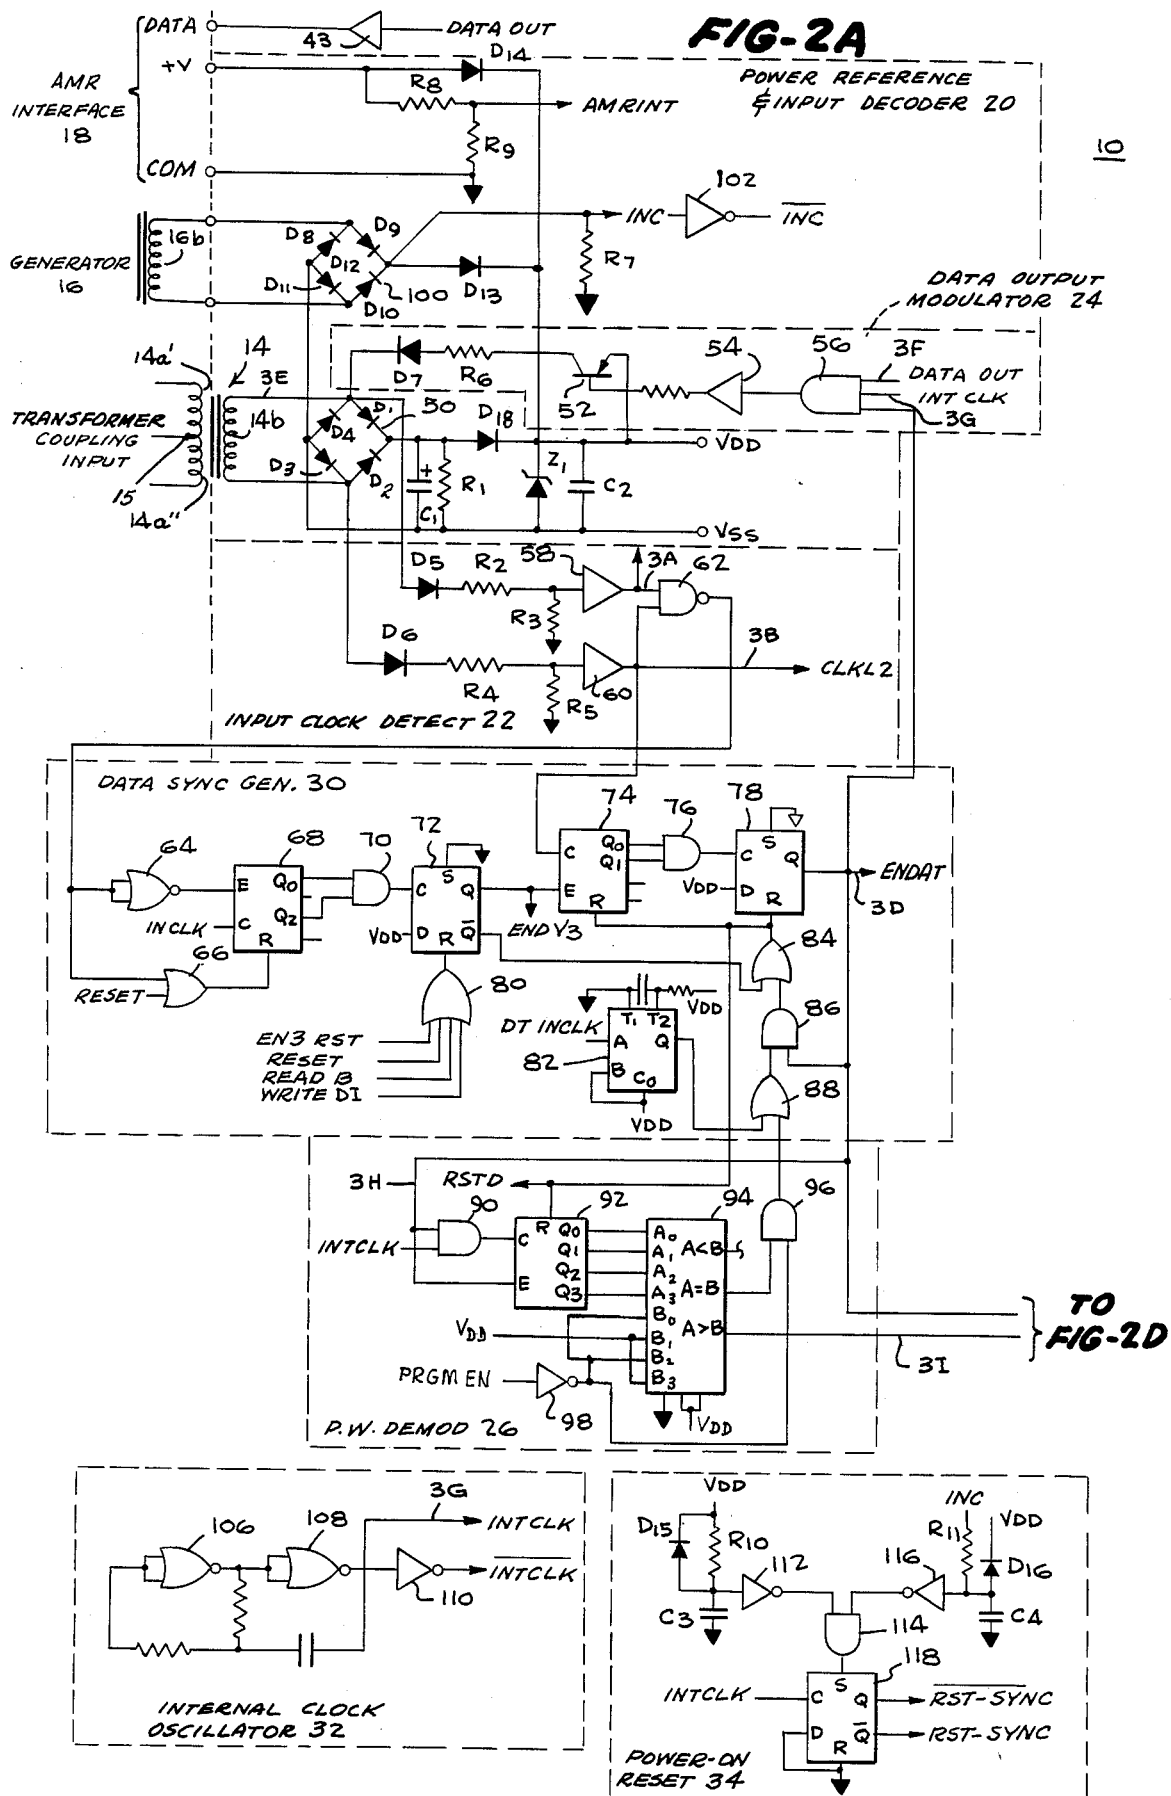 FIG-2A
DATA
43
DATA OUT
+V
D14
AMR
INTERFACE
18
R8
AMRINT
POWER REFERENCE
& INPUT DECODER 20
10
R9
COM
102
INC
INC
16b
D8
D9
D12
D11
100
D10
D13
R7
GENERATOR
16
DATA OUTPUT
MODULATOR 24
14a'
14
3E
D7
R6
52
54
56
3F
DATA OUT
INT CLK
3G
TRANSFORMER
COUPLING
INPUT
14b
D1
50
D4
D3
D2
D18
VDD
15
14a"
+
C1
R1
Z1
C2
VSS
D5
R2
58
3A
62
R3
D6
R4
R5
60
3B
CLKL2
INPUT CLOCK DETECT 22
DATA SYNC GEN. 30
64
68
70
72
74
76
78
E
Q0
C
Q2
R
INCLK
66
RESET
C
S
Q
VDD
D
R
Q
ENDV3
C
Q0
Q1
E
R
C
S
Q
VDD
D
R
ENDAT
3D
84
80
EN3 RST
RESET
READ B
WRITE DI
VDD
DT INCLK
T1
T2
A
Q
82
B
C0
VDD
86
88
3H
RSTD
90
92
94
96
INTCLK
R
C
E
Q0
Q1
Q2
Q3
A0
A1
A2
A3
B0
B1
B2
B3
A<B
A=B
A>B
VDD
PRGM EN
98
VDD
3I
TO
FIG-2D
P.W. DEMOD 26
106
108
3G
INTCLK
INTCLK
110
INTERNAL CLOCK
OSCILLATOR 32
VDD
D15
R10
112
C3
INC
R11
VDD
116
D16
C4
114
118
INTCLK
S
C
Q
D
Q
R
RST-SYNC
RST-SYNC
POWER-ON
RESET 34